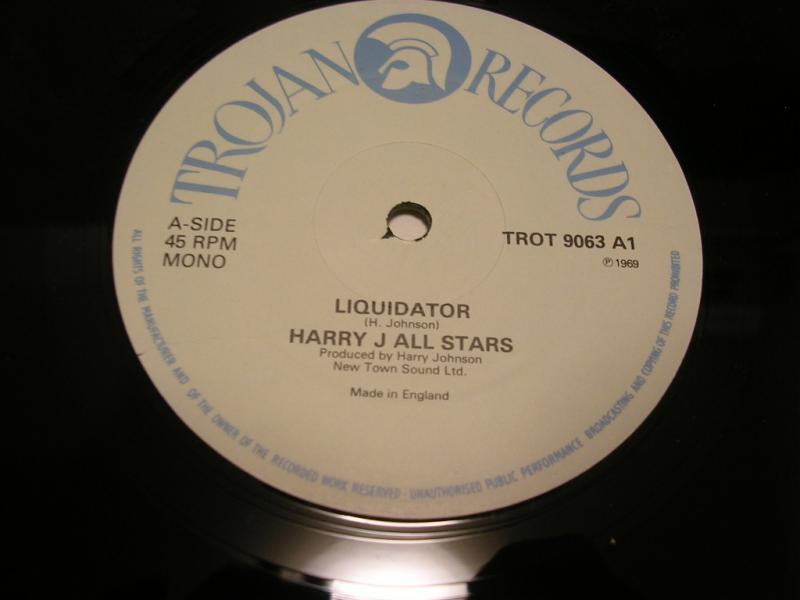 TROJAN RECORDS
A-SIDE
45 RPM
MONO
TROT 9063 A1
℗ 1969
LIQUIDATOR
(H. Johnson)
HARRY J ALL STARS
Produced by Harry Johnson
New Town Sound Ltd.
Made in England
ALL RIGHTS OF THE MANUFACTURER AND OF THE OWNER OF THE RECORDED WORK RESERVED · UNAUTHORISED PUBLIC PERFORMANCE BROADCASTING AND COPYING OF THIS RECORD PROHIBITED